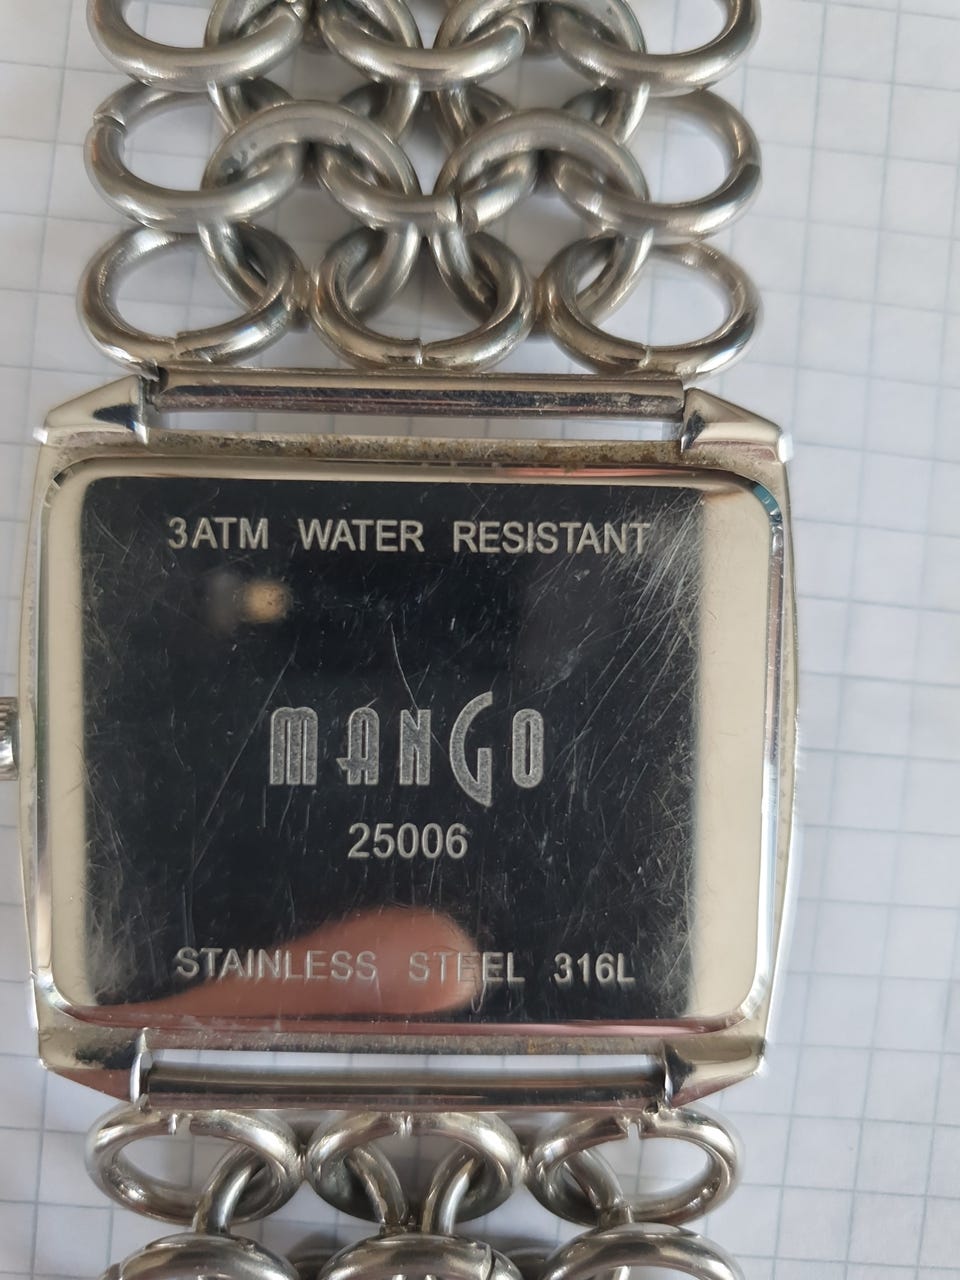 3ATM WATER RESISTANT
MANGO
25006
STAINLESS STEEL 316L